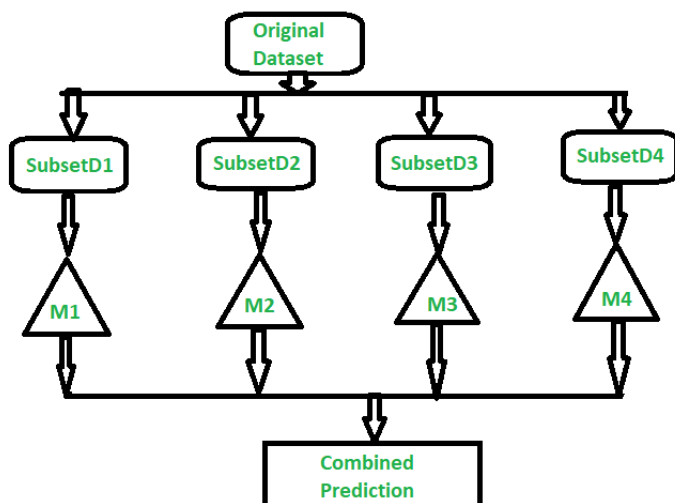 Original
Dataset
SubsetD1
SubsetD2
SubsetD3
SubsetD4
M1
M2
M3
M4
Combined
Prediction